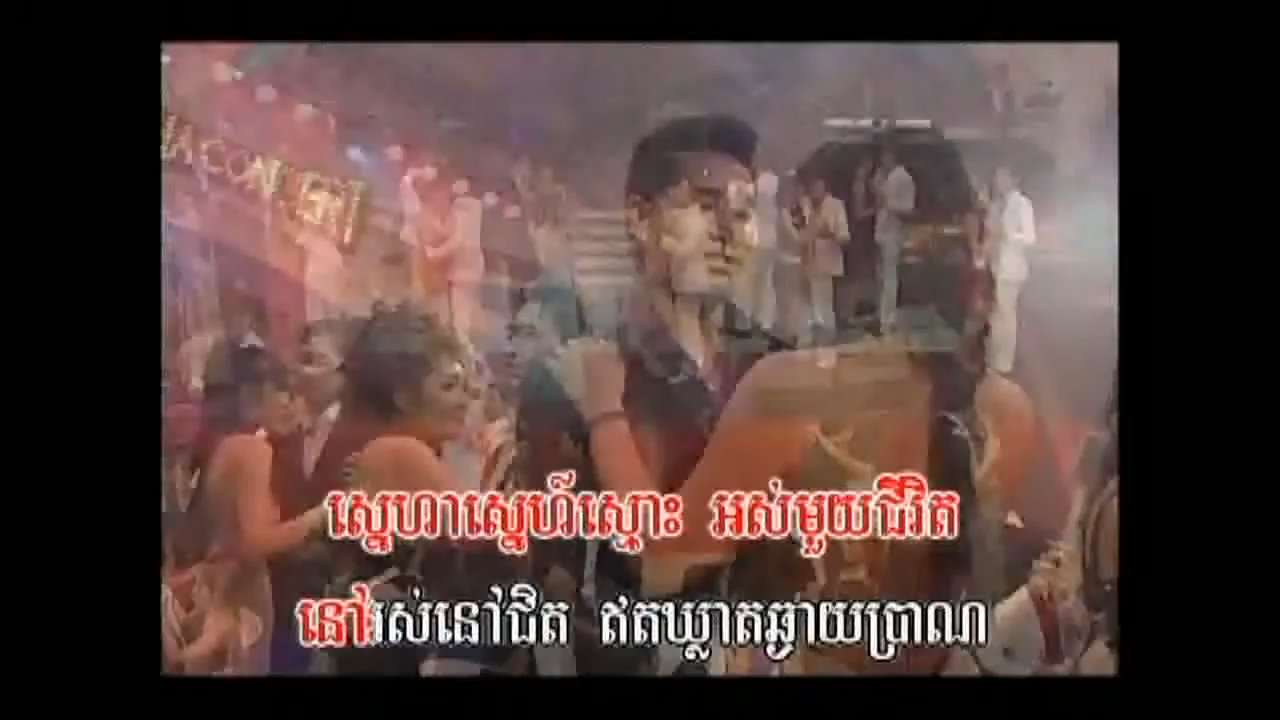 CONCERT
ស្នេហាស្នេហ៍ស្មោះ អស់មួយជីវិត
នៅរស់នៅជិត ឥតឃ្លាតឆ្ងាយប្រាណ